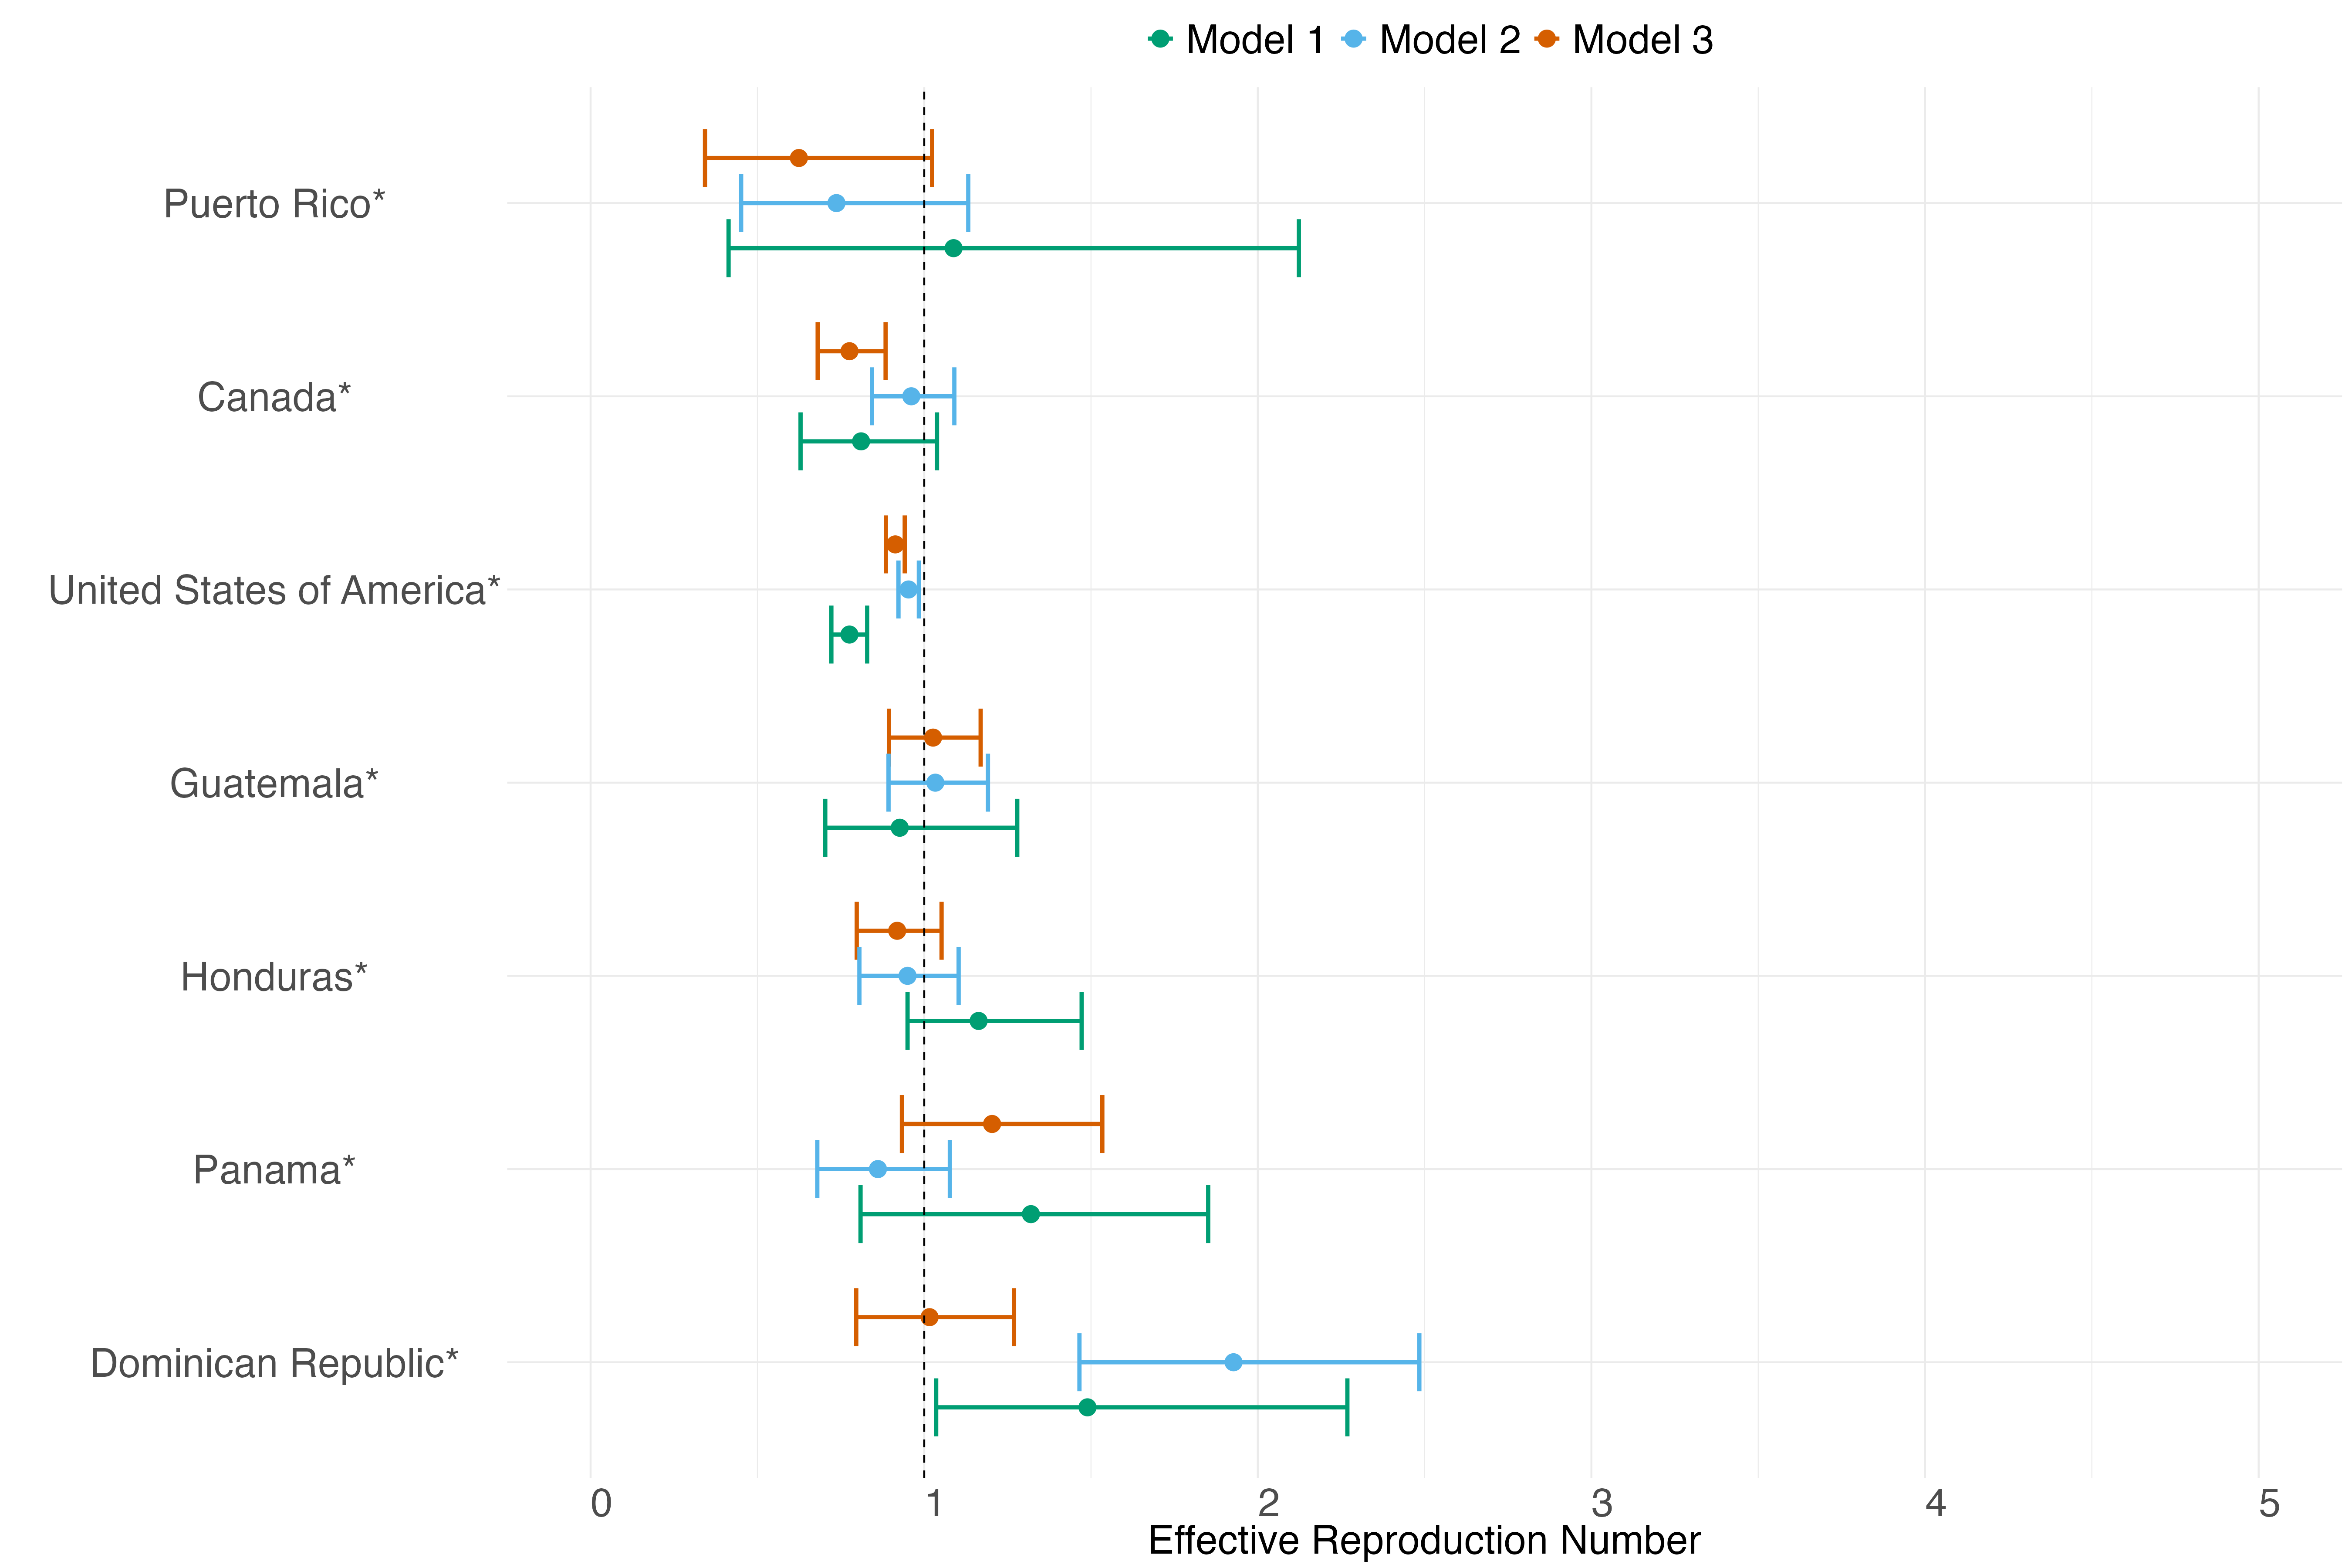 Model 1 Model 2 Model 3
Puerto Rico*
Canada*
United States of America*
Guatemala*
Honduras*
Panama*
Dominican Republic*
0 1 2 3 4 5
Effective Reproduction Number